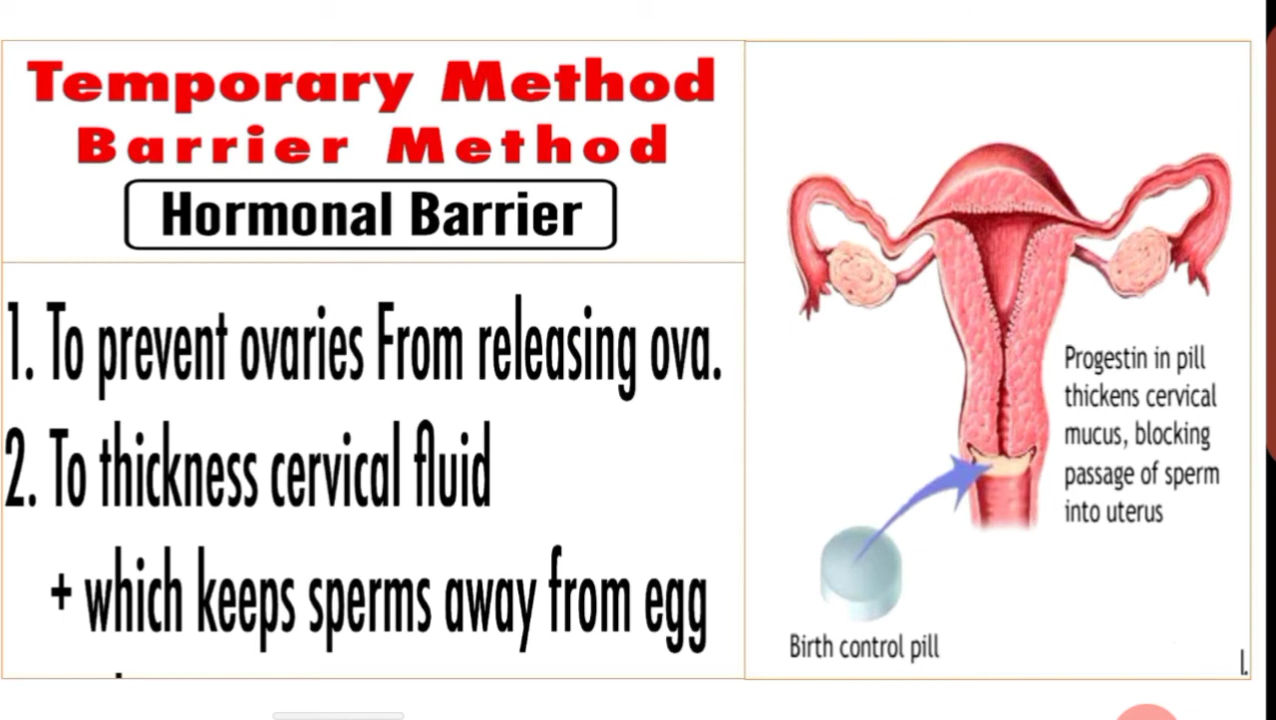 Temporary Method
Barrier Method
Hormonal Barrier
1. To prevent ovaries From releasing ova.
2. To thickness cervical fluid
+ which keeps sperms away from egg
Progestin in pill
thickens cervical
mucus, blocking
passage of sperm
into uterus
Birth control pill